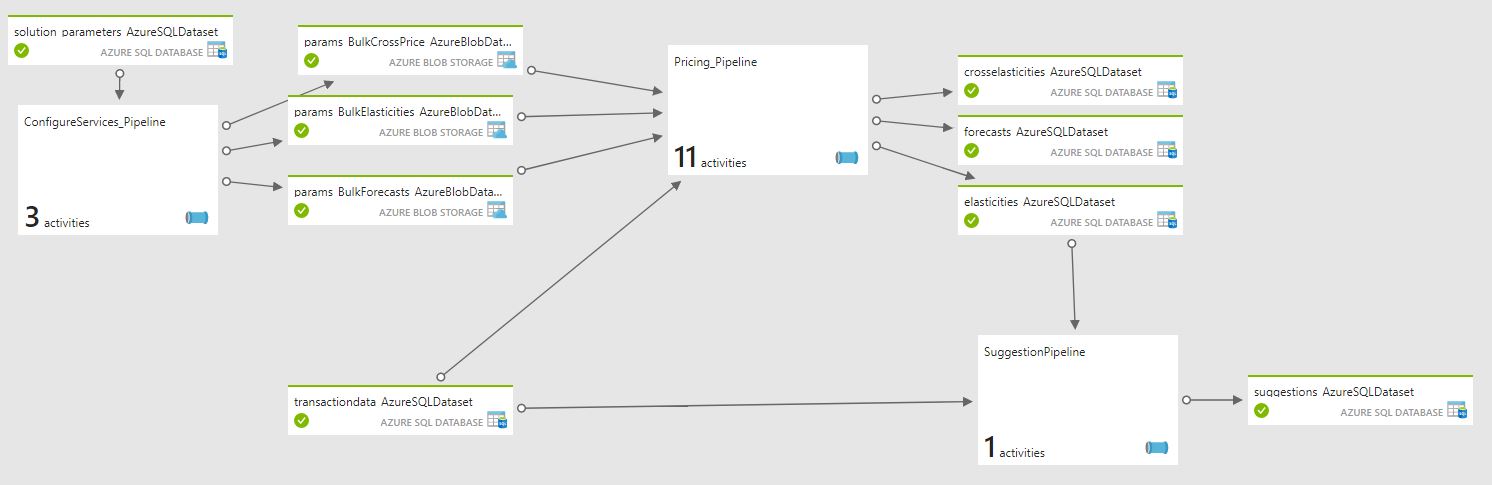 solution_parameters_AzureSQLDataset
AZURE SQL DATABASE
ConfigureServices_Pipeline
3 activities
params_BulkCrossPrice_AzureBlobDat...
AZURE BLOB STORAGE
params_BulkElasticities_AzureBlobDa...
AZURE BLOB STORAGE
params_BulkForecasts_AzureBlobData...
AZURE BLOB STORAGE
Pricing_Pipeline
11 activities
crosselasticities_AzureSQLDataset
AZURE SQL DATABASE
forecasts_AzureSQLDataset
AZURE SQL DATABASE
elasticities_AzureSQLDataset
AZURE SQL DATABASE
transactiondata_AzureSQLDataset
AZURE SQL DATABASE
SuggestionPipeline
1 activities
suggestions_AzureSQLDataset
AZURE SQL DATABASE